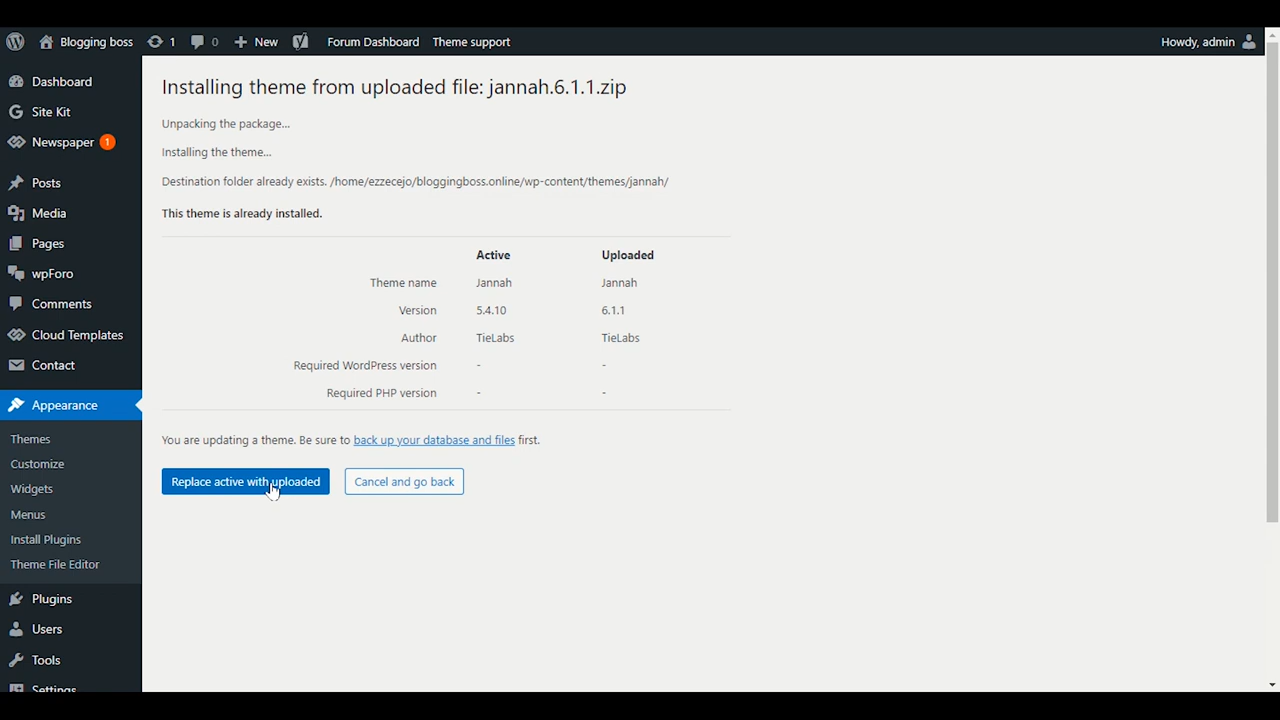 Blogging boss 1 0 New Forum Dashboard Theme support Howdy, admin
Dashboard
Site Kit
Newspaper 1
Posts
Media
Pages
wpForo
Comments
Cloud Templates
Contact
Appearance
Themes
Customize
Widgets
Menus
Install Plugins
Theme File Editor
Plugins
Users
Tools
Settings
Installing theme from uploaded file: jannah.6.1.1.zip
Unpacking the package...
Installing the theme...
Destination folder already exists. /home/ezzecejo/bloggingboss.online/wp-content/themes/jannah/
This theme is already installed.
Active Uploaded
Theme name Jannah Jannah
Version 5.4.10 6.1.1
Author TieLabs TieLabs
Required WordPress version - -
Required PHP version - -
You are updating a theme. Be sure to back up your database and files first.
Replace active with uploaded Cancel and go back